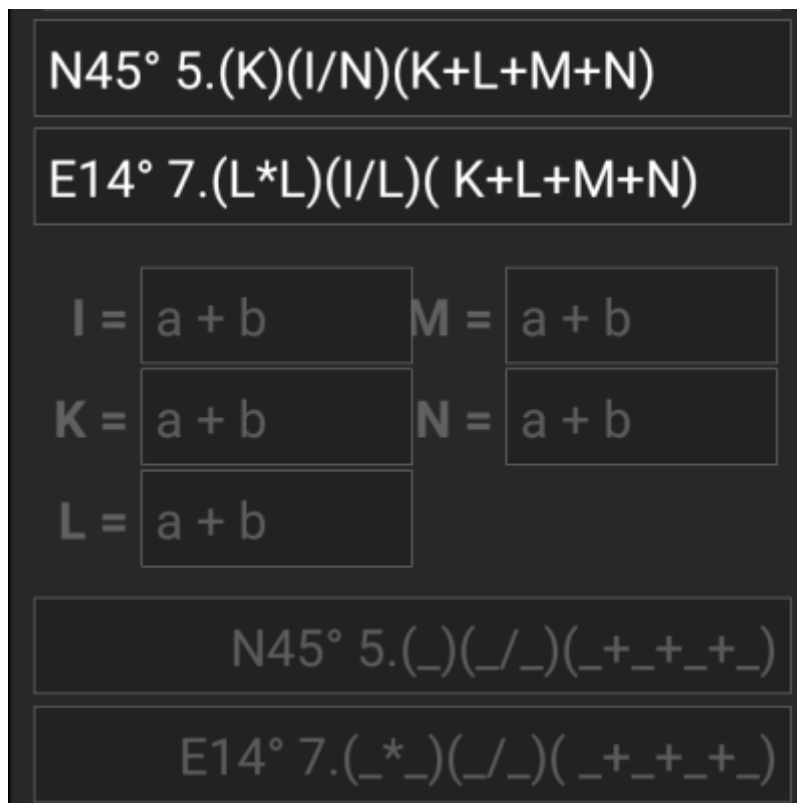 N45° 5.(K)(I/N)(K+L+M+N)
E14° 7.(L*L)(I/L)( K+L+M+N)
I = a + b M = a + b
K = a + b N = a + b
L = a + b
N45° 5.(_)(_/_)(_+_+_+_)
E14° 7.(_*_)(_/_)( _+_+_+_)